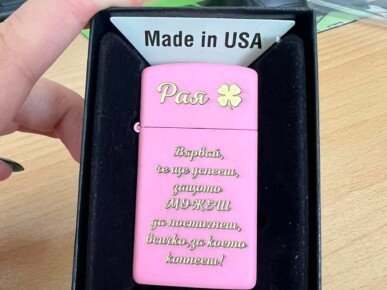 Made in USA
Рая
Вярвай,
че ще успееш,
защото
МОЖЕШ
да постигнеш,
всичко, за което
копнееш!